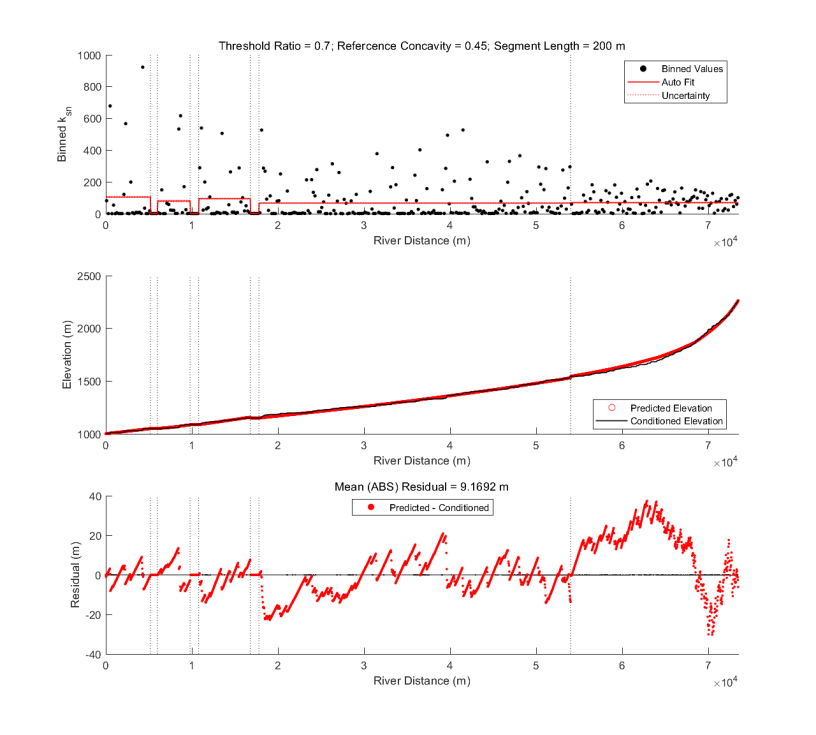 Threshold Ratio = 0.7; Refercence Concavity = 0.45; Segment Length = 200 m
1000
800
600
400
200
0
Binned k_sn
Binned Values
Auto Fit
Uncertainty
0 1 2 3 4 5 6 7
River Distance (m)
×10^4
2500
2000
1500
1000
Elevation (m)
Predicted Elevation
Conditioned Elevation
0 1 2 3 4 5 6 7
River Distance (m)
×10^4
Mean (ABS) Residual = 9.1692 m
40
20
0
-20
-40
Residual (m)
Predicted - Conditioned
0 1 2 3 4 5 6 7
River Distance (m)
×10^4